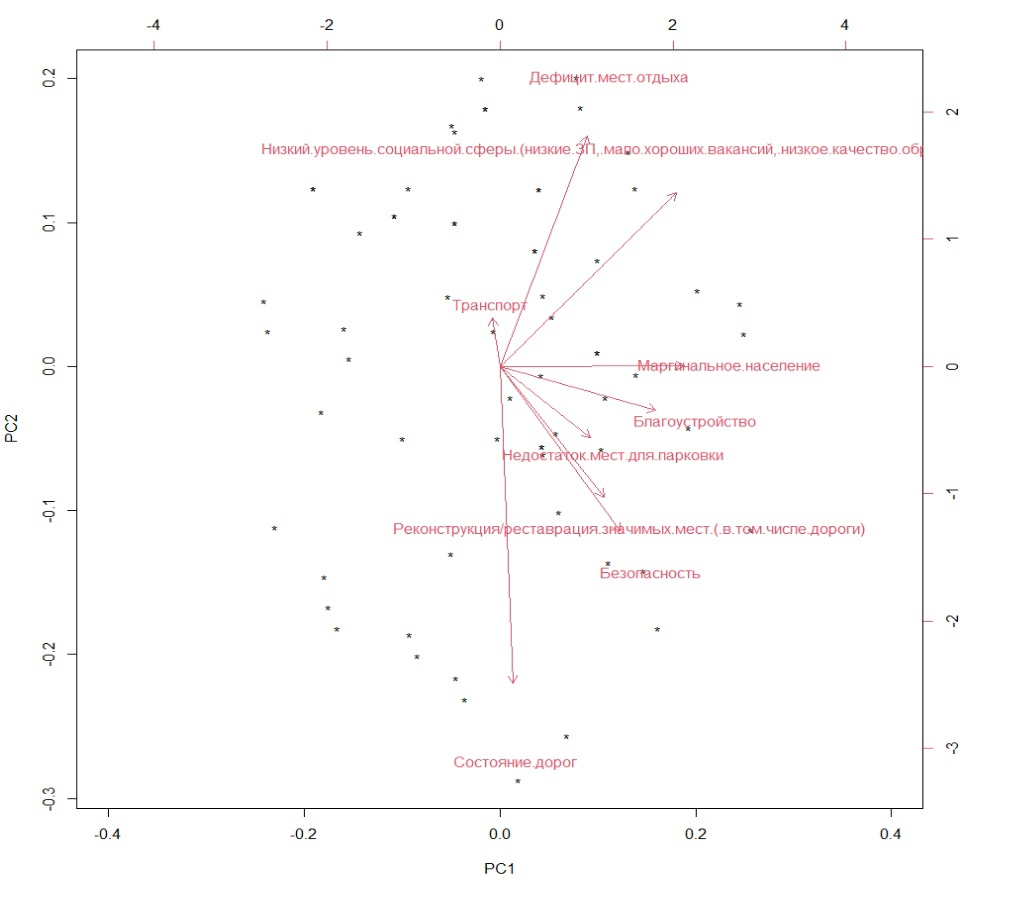 -2 0 2 4
0.2 Дефицит.мест.отдыха
2
Низкий.уровень.социальной.сферы.(низкие.ЗП,.мало.хороших.вакансий,.низкое.качество.обр
0.1 1
Транспорт
0.0 Маргинальное.население 0
Благоустройство
PC2
Недостаток.мест.для.парковки
-1
-0.1
Реконструкция/реставрация.значимых.мест.(.в.том.числе.дороги)
Безопасность
-2
-0.2
-3
Состояние.дорог
-0.3
-0.4 -0.2 0.0 0.2 0.4
PC1